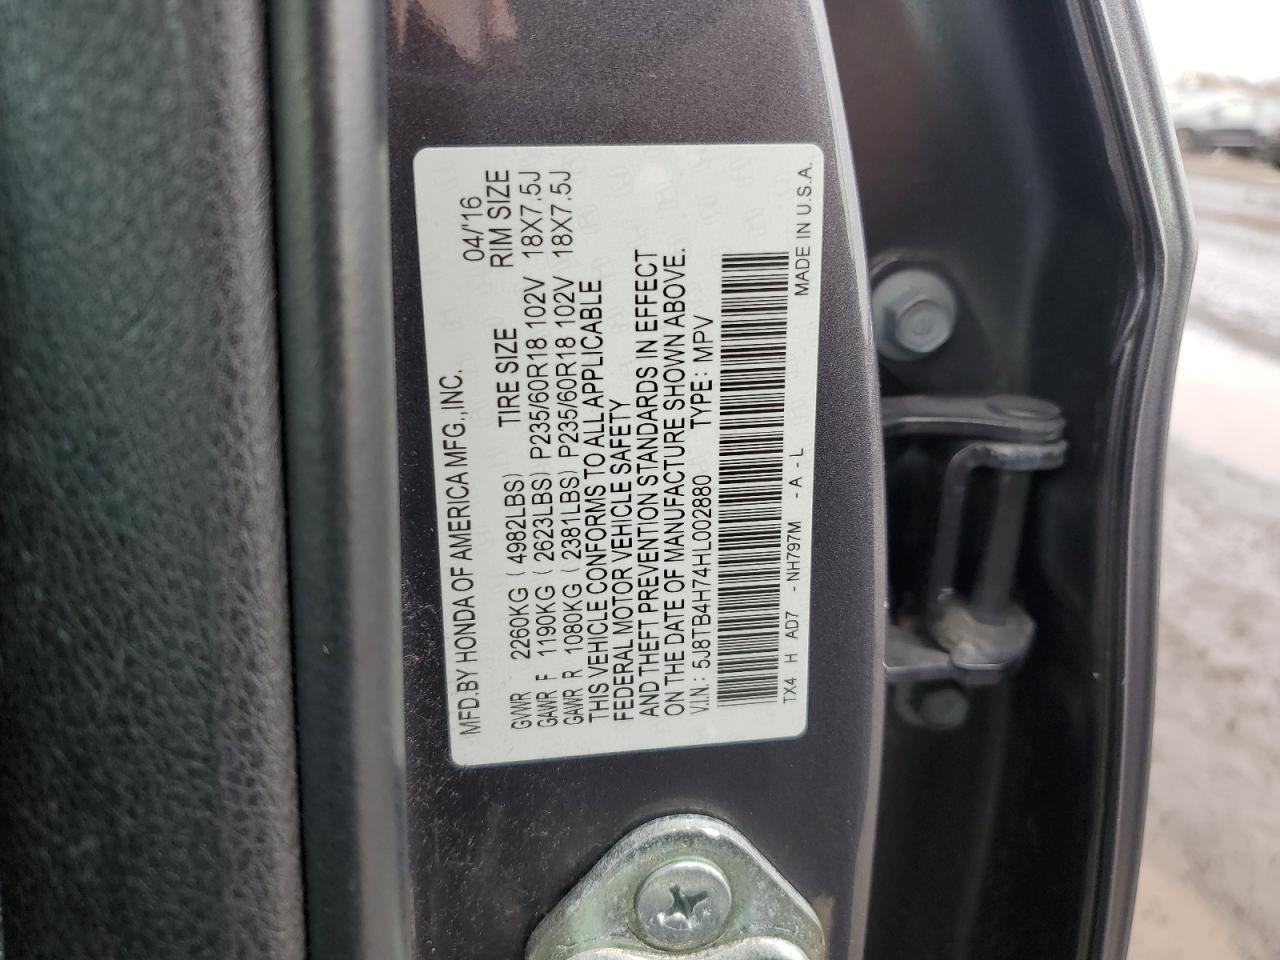 MFD.BY HONDA OF AMERICA MFG.,INC. 04/'16
TIRE SIZE RIM SIZE
GVWR 2260KG ( 4982LBS)
GAWR F 1190KG ( 2623LBS) P235/60R18 102V 18X7.5J
GAWR R 1080KG ( 2381LBS) P235/60R18 102V 18X7.5J
THIS VEHICLE CONFORMS TO ALL APPLICABLE
FEDERAL MOTOR VEHICLE SAFETY
AND THEFT PREVENTION STANDARDS IN EFFECT
ON THE DATE OF MANUFACTURE SHOWN ABOVE.
V.I.N.: 5J8TB4H74HL002880 TYPE: MPV
TX4 H AD7 - NH797M - A - L MADE IN U.S.A.